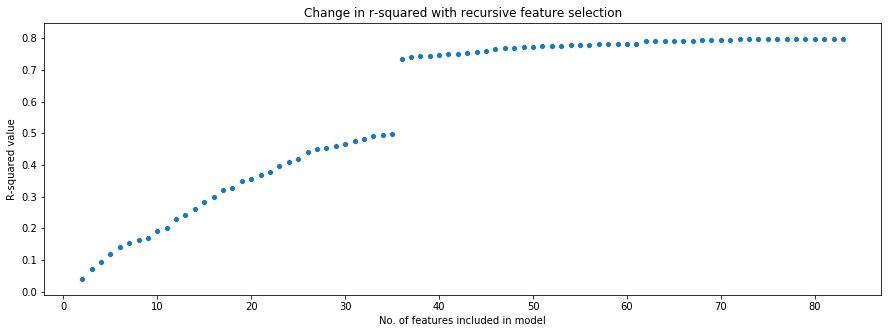 Change in r-squared with recursive feature selection
R-squared value
0.8
0.7
0.6
0.5
0.4
0.3
0.2
0.1
0.0
0 10 20 30 40 50 60 70 80
No. of features included in model